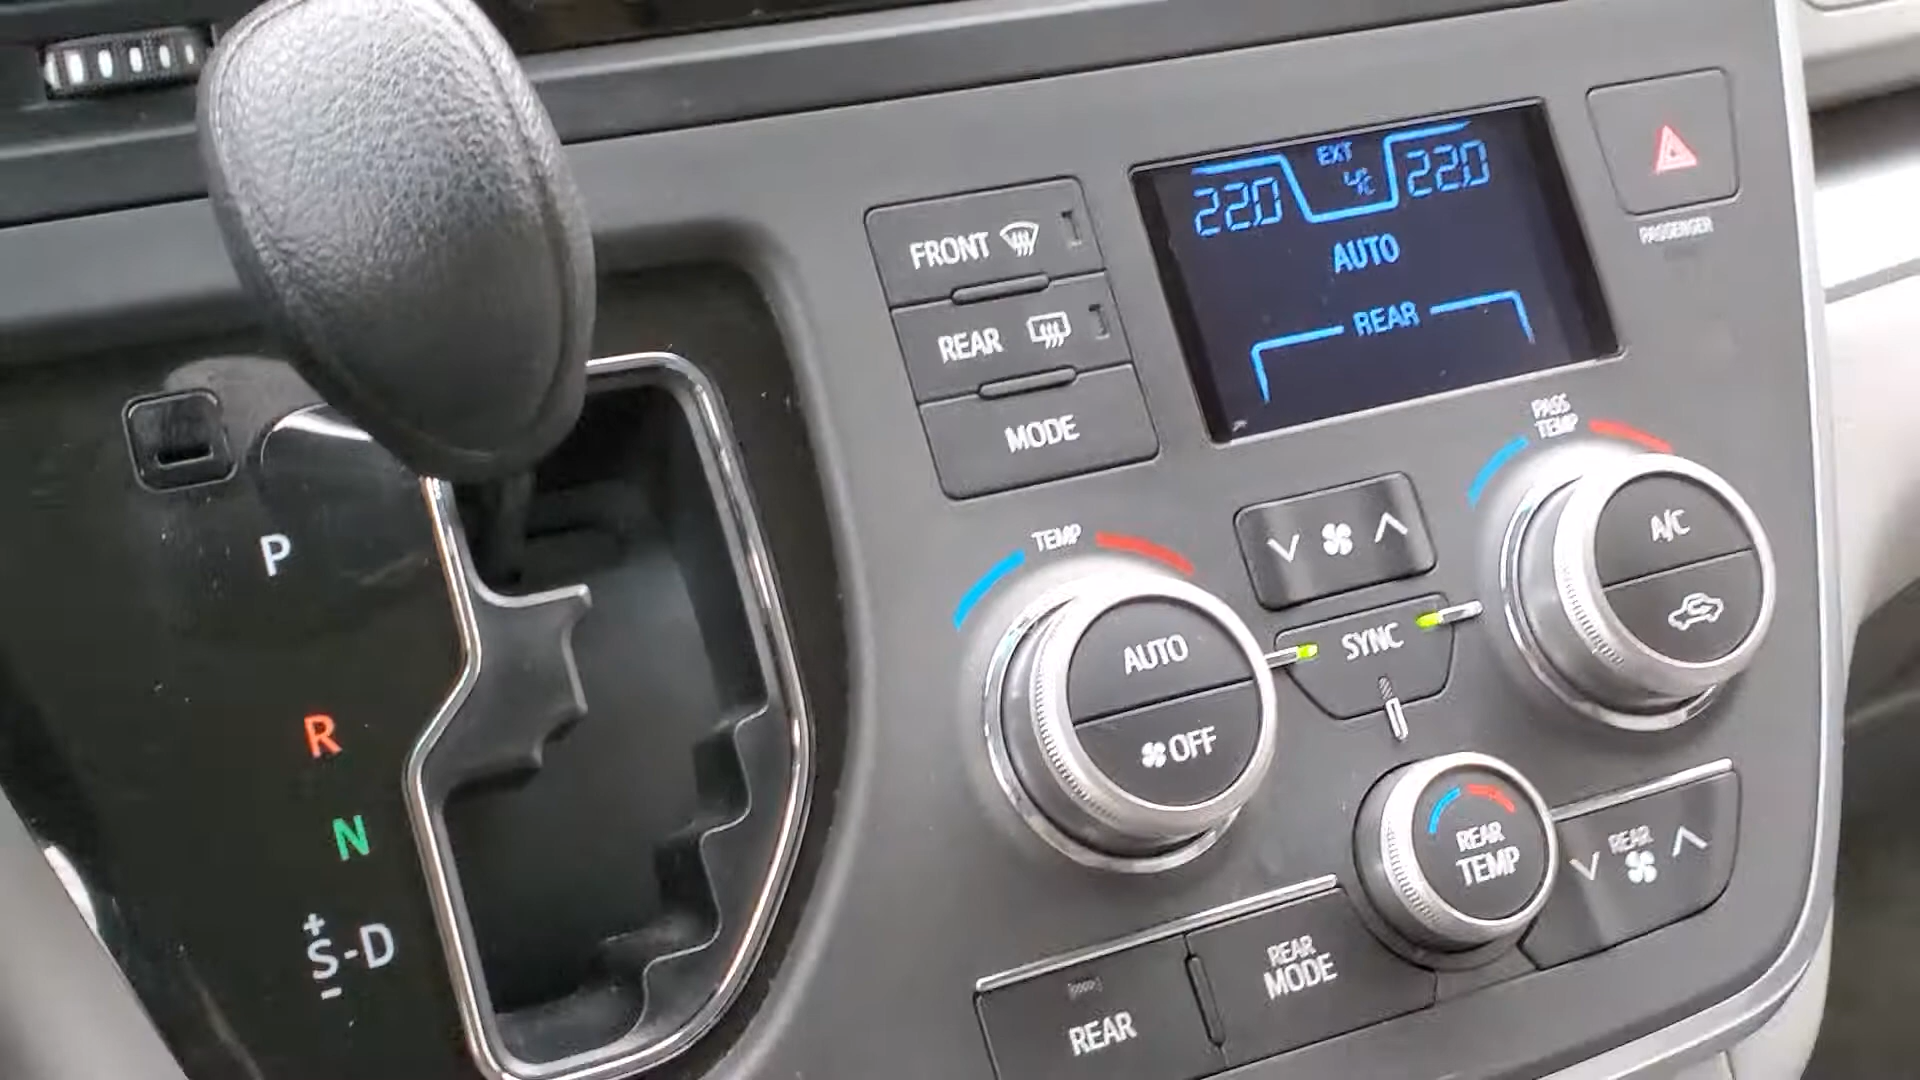 EXT
22.0
4°C
22.0
AUTO
REAR
PASSENGER
FRONT
REAR
MODE
PASS
TEMP
A/C
TEMP
AUTO
OFF
SYNC
REAR
TEMP
REAR
REAR
MODE
REAR
P
R
N
+
S-D
-